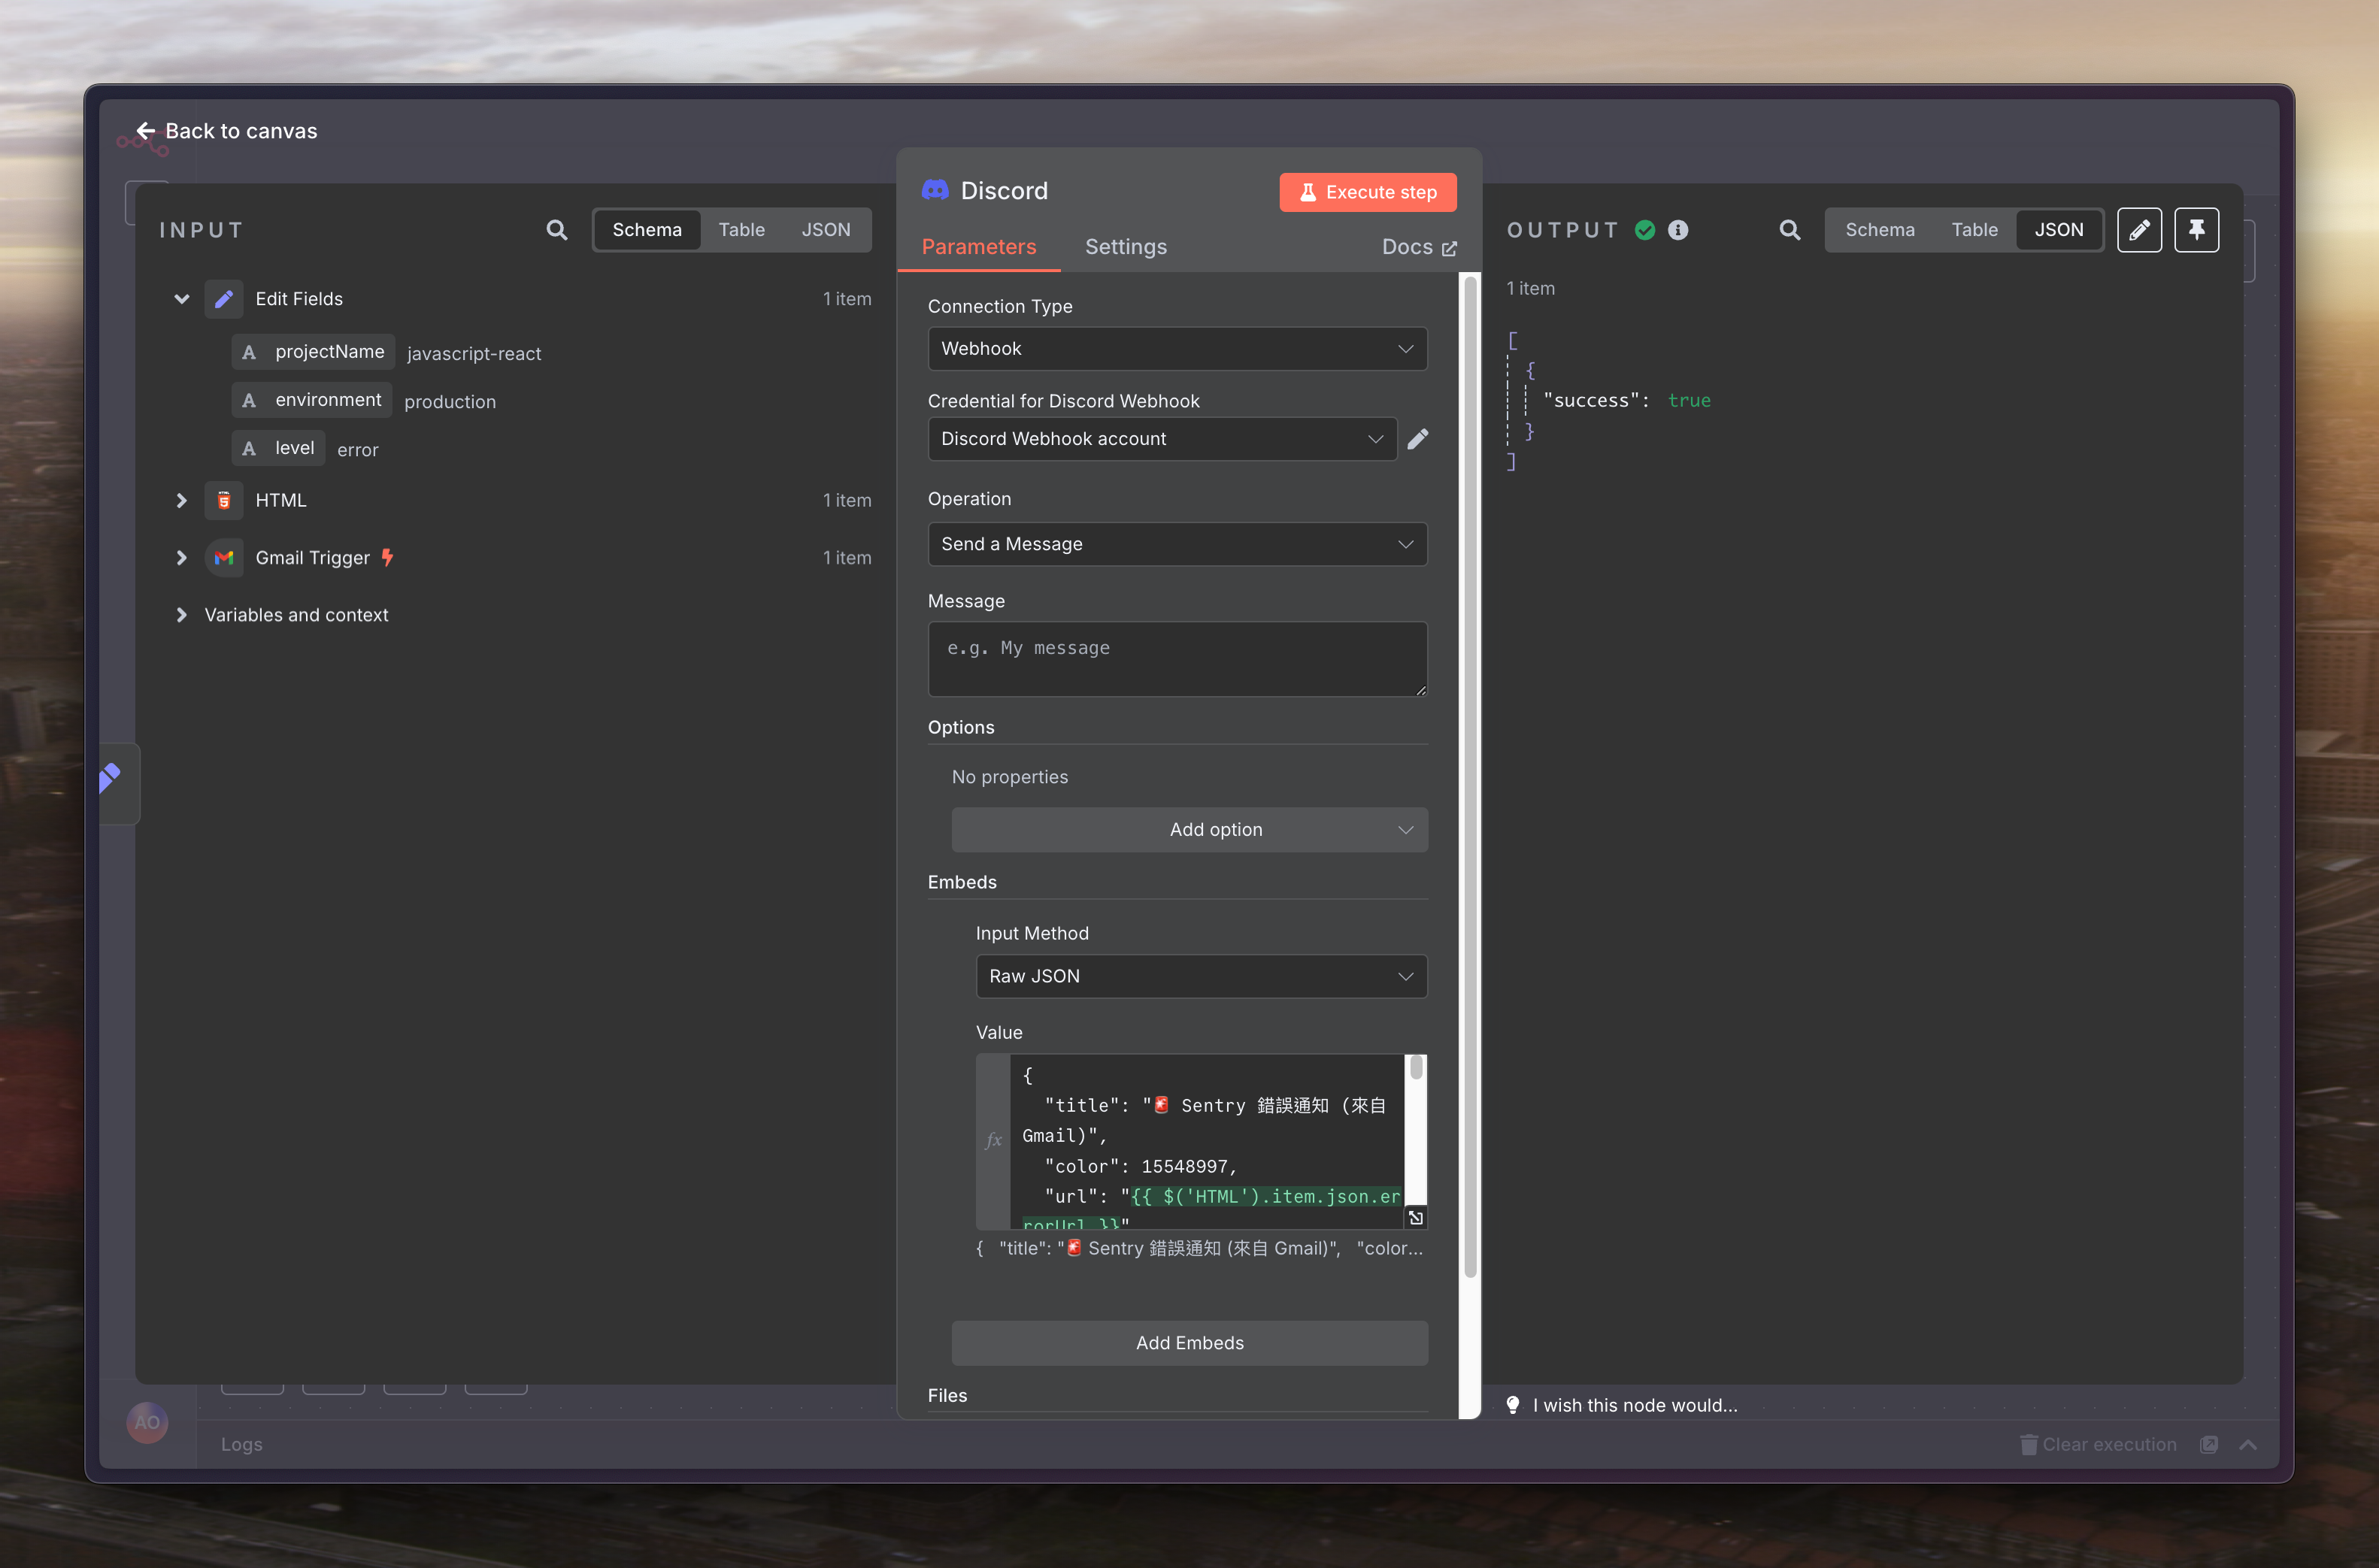 Back to canvas
INPUT
Schema
Table
JSON
Edit Fields
1 item
A projectName javascript-react
A environment production
A level error
HTML
1 item
Gmail Trigger
1 item
Variables and context
Discord
Execute step
Parameters
Settings
Docs
Connection Type
Webhook
Credential for Discord Webhook
Discord Webhook account
Operation
Send a Message
Message
e.g. My message
Options
No properties
Add option
Embeds
Input Method
Raw JSON
Value
fx
{
"title": "🚨 Sentry 錯誤通知 (來自
Gmail)",
"color": 15548997,
"url": "{{ $('HTML').item.json.er
rorUrl }}"
{ "title": "🚨 Sentry 錯誤通知 (來自 Gmail)", "color...
Add Embeds
Files
OUTPUT
Schema
Table
JSON
1 item
[
{
"success": true
}
]
I wish this node would...
AO
Logs
Clear execution